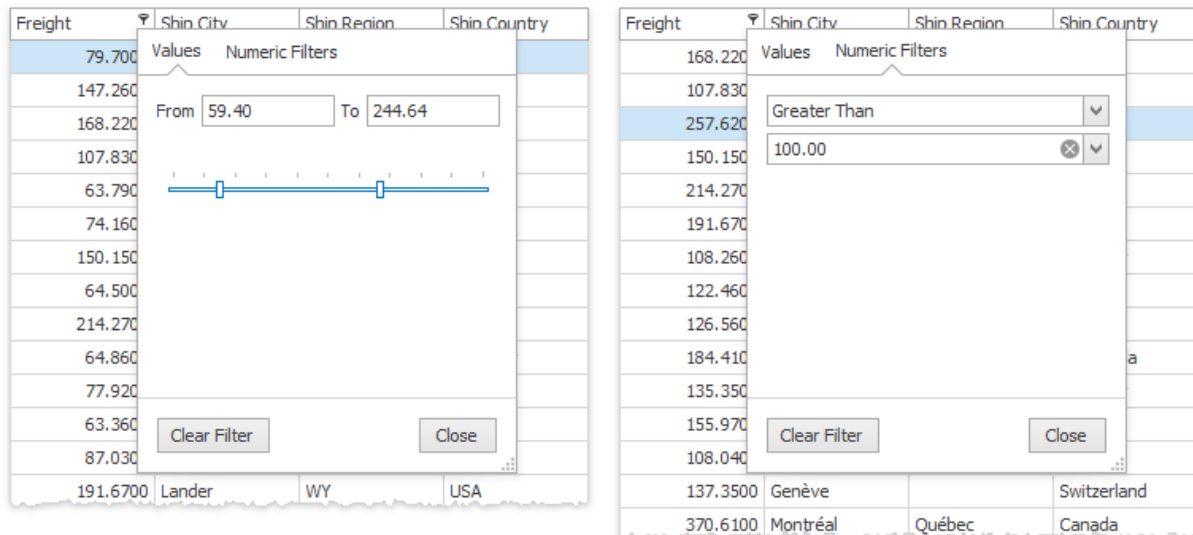 Freight Ship City Ship Region Ship Country
Values Numeric Filters
79.700
147.260
From 59.40 To 244.64
168.220
107.830
63.790
74.160
150.150
64.500
214.270
64.860
77.920
63.360
Clear Filter Close
87.030
191.6700 Lander WY USA
Freight Ship City Ship Region Ship Country
Values Numeric Filters
168.220
107.830
Greater Than
257.620
100.00
150.150
214.270
191.670
108.260
122.460
126.560
184.410 a
135.350
155.970
Clear Filter Close
108.040
137.3500 Genève Switzerland
370.6100 Montréal Québec Canada